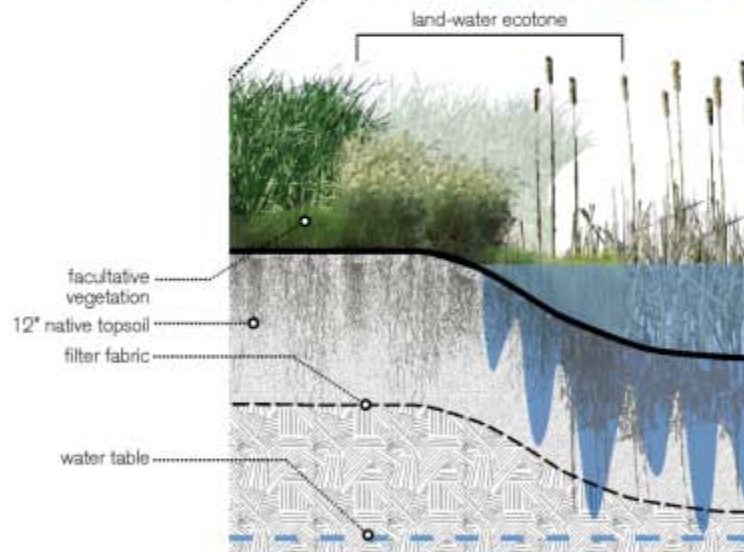 land-water ecotone
facultative
vegetation
12" native topsoil
filter fabric
water table